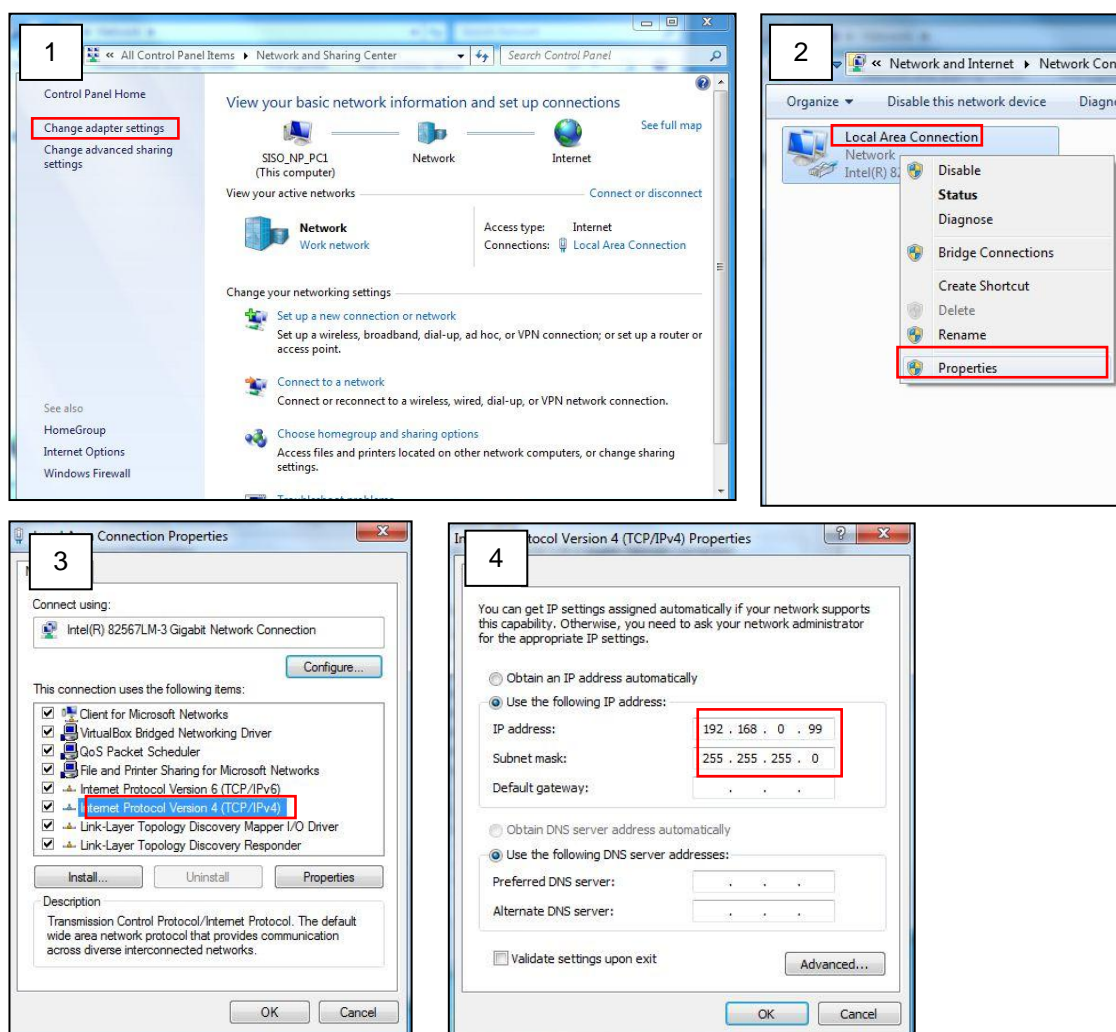 1
« All Control Panel Items ▸ Network and Sharing Center
Search Control Panel
Control Panel Home
Change adapter settings
Change advanced sharing
settings
See also
HomeGroup
Internet Options
Windows Firewall
View your basic network information and set up connections
See full map
SISO_NP_PC1
(This computer)
Network
Internet
View your active networks
Connect or disconnect
Network
Work network
Access type: Internet
Connections: Local Area Connection
Change your networking settings
Set up a new connection or network
Set up a wireless, broadband, dial-up, ad hoc, or VPN connection; or set up a router or
access point.
Connect to a network
Connect or reconnect to a wireless, wired, dial-up, or VPN network connection.
Choose homegroup and sharing options
Access files and printers located on other network computers, or change sharing
settings.
Troubleshoot problems
2
« Network and Internet ▸ Network Con
Organize Disable this network device Diagn
Local Area Connection
Network
Intel(R) 82
Disable
Status
Diagnose
Bridge Connections
Create Shortcut
Delete
Rename
Properties
3
Connection Properties
Connect using:
Intel(R) 82567LM-3 Gigabit Network Connection
Configure...
This connection uses the following items:
Client for Microsoft Networks
VirtualBox Bridged Networking Driver
QoS Packet Scheduler
File and Printer Sharing for Microsoft Networks
Internet Protocol Version 6 (TCP/IPv6)
Internet Protocol Version 4 (TCP/IPv4)
Link-Layer Topology Discovery Mapper I/O Driver
Link-Layer Topology Discovery Responder
Install... Uninstall Properties
Description
Transmission Control Protocol/Internet Protocol. The default
wide area network protocol that provides communication
across diverse interconnected networks.
OK Cancel
4
In tocol Version 4 (TCP/IPv4) Properties
You can get IP settings assigned automatically if your network supports
this capability. Otherwise, you need to ask your network administrator
for the appropriate IP settings.
Obtain an IP address automatically
Use the following IP address:
IP address: 192 . 168 . 0 . 99
Subnet mask: 255 . 255 . 255 . 0
Default gateway: . . .
Obtain DNS server address automatically
Use the following DNS server addresses:
Preferred DNS server: . . .
Alternate DNS server: . . .
Validate settings upon exit
Advanced...
OK Cancel